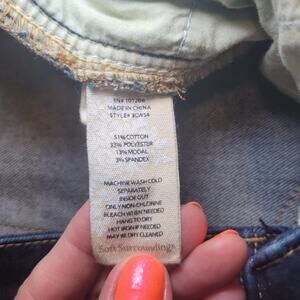 RN# 107266
MADE IN CHINA
STYLE# 3CW54
51% COTTON
33% POLYESTER
13% MODAL
3% SPANDEX
MACHINE WASH COLD
SEPARATELY
INSIDE OUT
ONLY NON-CHLORINE
BLEACH WHEN NEEDED
HANG TO DRY
HOT IRON IF NEEDED
MAY BE DRY CLEANED
Soft Surroundings